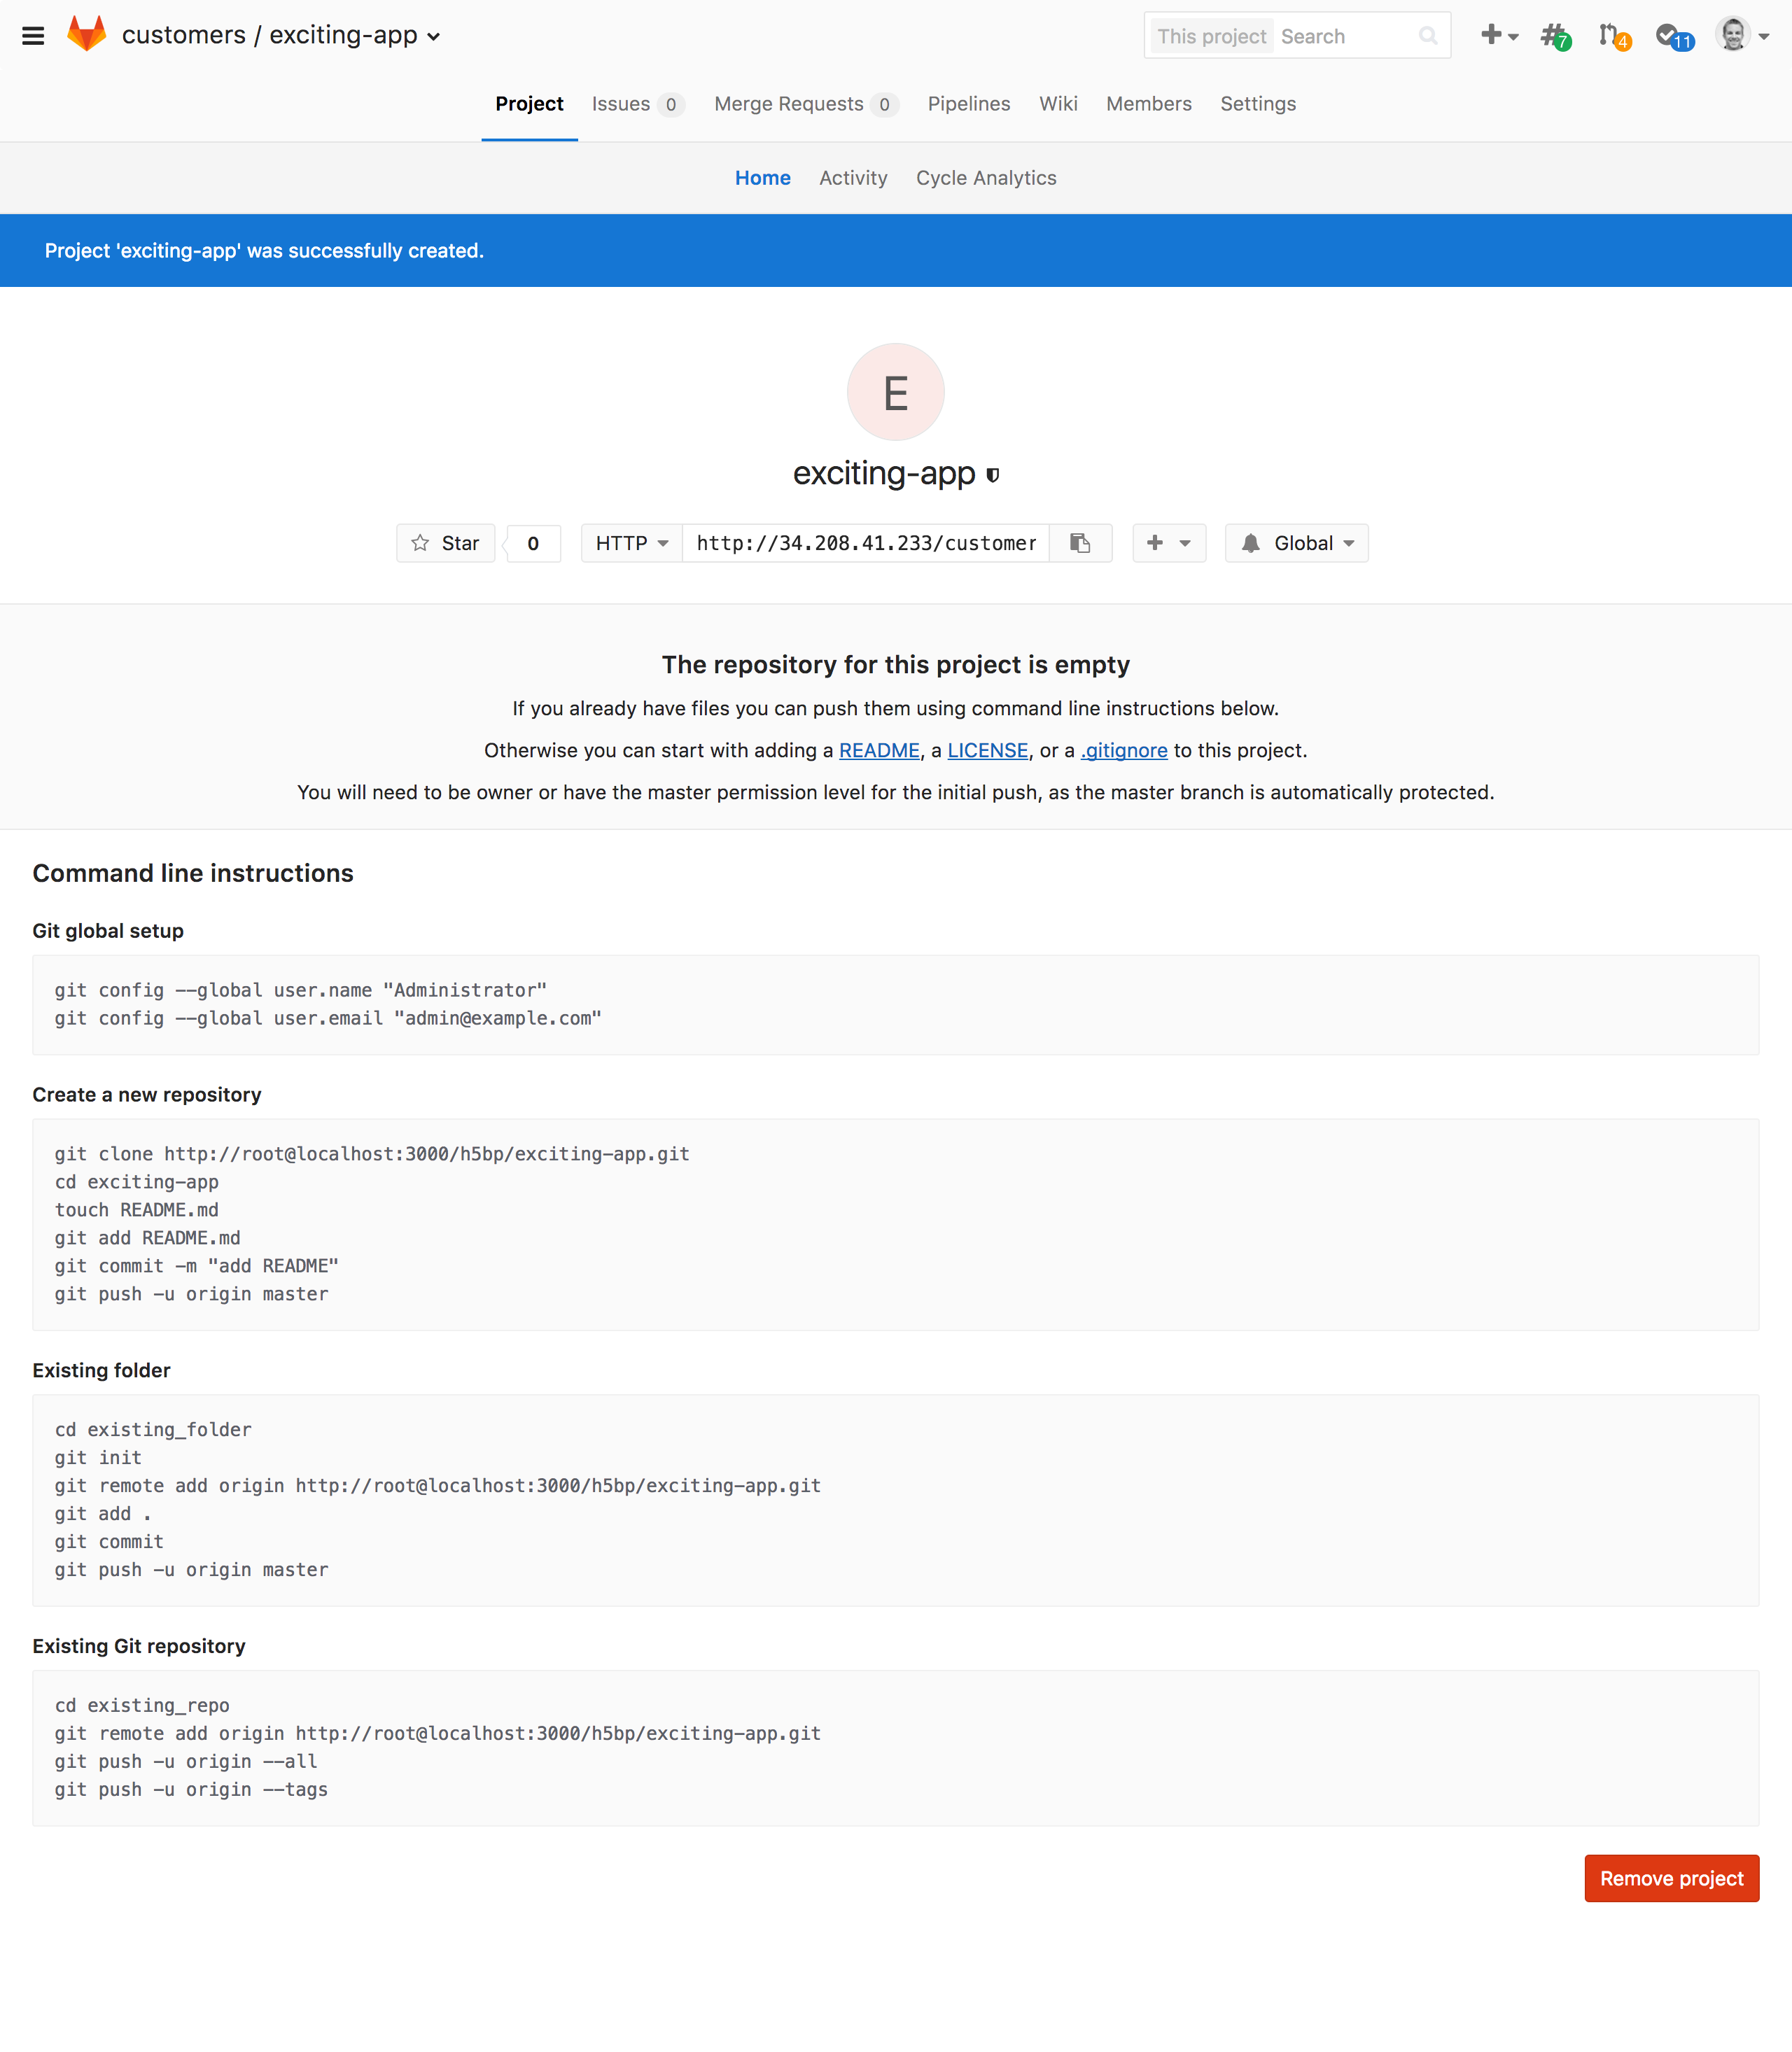 customers / exciting-app
This project Search
7
4
11
Project Issues 0 Merge Requests 0 Pipelines Wiki Members Settings
Home Activity Cycle Analytics
Project 'exciting-app' was successfully created.
E
exciting-app
Star 0 HTTP http://34.208.41.233/customer Global
The repository for this project is empty
If you already have files you can push them using command line instructions below.
Otherwise you can start with adding a README, a LICENSE, or a .gitignore to this project.
You will need to be owner or have the master permission level for the initial push, as the master branch is automatically protected.
Command line instructions
Git global setup
git config --global user.name "Administrator"
git config --global user.email "admin@example.com"
Create a new repository
git clone http://root@localhost:3000/h5bp/exciting-app.git
cd exciting-app
touch README.md
git add README.md
git commit -m "add README"
git push -u origin master
Existing folder
cd existing_folder
git init
git remote add origin http://root@localhost:3000/h5bp/exciting-app.git
git add .
git commit
git push -u origin master
Existing Git repository
cd existing_repo
git remote add origin http://root@localhost:3000/h5bp/exciting-app.git
git push -u origin --all
git push -u origin --tags
Remove project